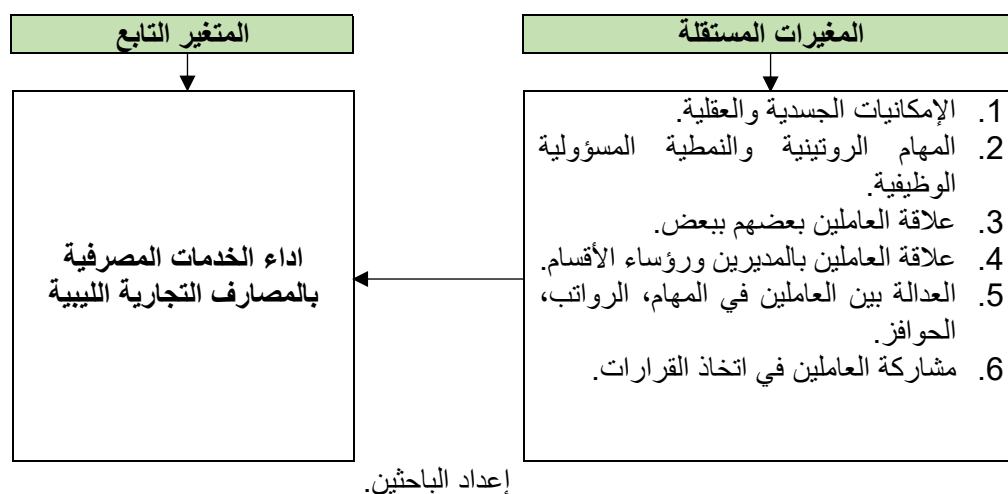 المغيرات المستقلة
1. الإمكانيات الجسدية والعقلية.
2. المهام الروتينية والنمطية المسؤولية
الوظيفية.
3. علاقة العاملين بعضهم ببعض.
4. علاقة العاملين بالمديرين ورؤساء الأقسام.
5. العدالة بين العاملين في المهام، الرواتب،
الحوافز.
6. مشاركة العاملين في اتخاذ القرارات.
المتغير التابع
اداء الخدمات المصرفية
بالمصارف التجارية الليبية
إعداد الباحثين.